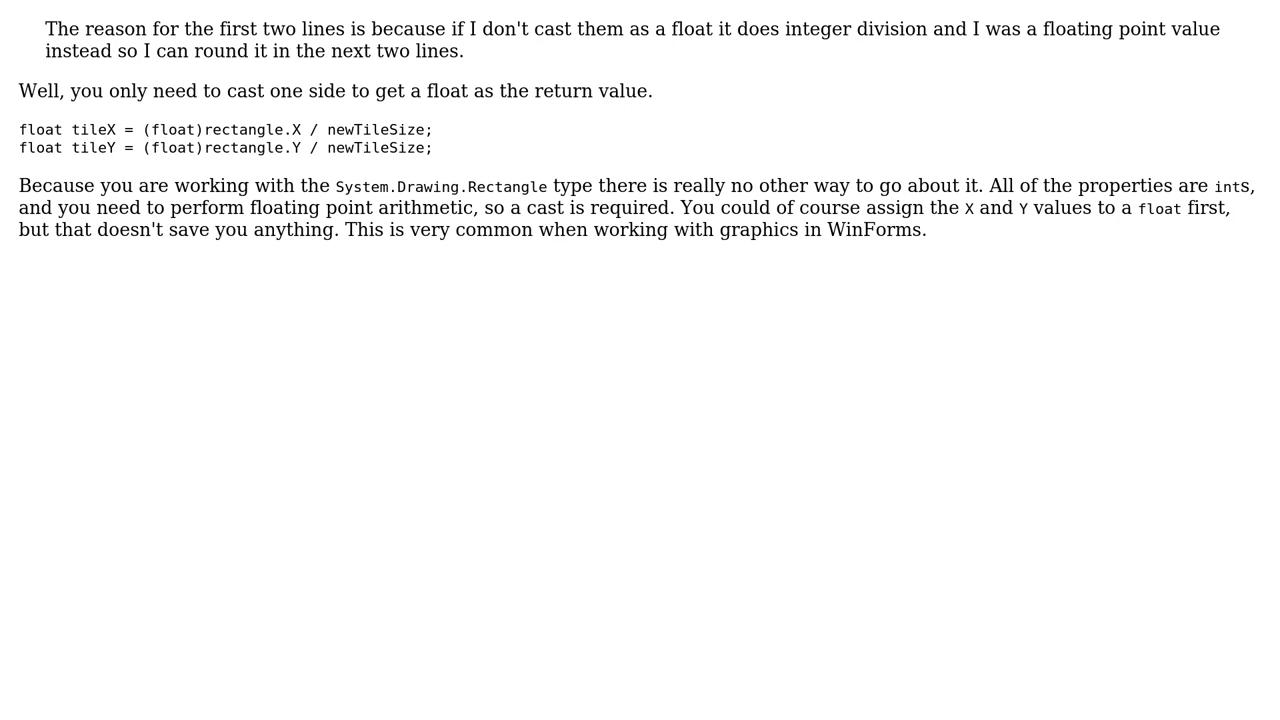 The reason for the first two lines is because if I don't cast them as a float it does integer division and I was a floating point value
instead so I can round it in the next two lines.
Well, you only need to cast one side to get a float as the return value.
float tileX = (float)rectangle.X / newTileSize;
float tileY = (float)rectangle.Y / newTileSize;
Because you are working with the System.Drawing.Rectangle type there is really no other way to go about it. All of the properties are ints,
and you need to perform floating point arithmetic, so a cast is required. You could of course assign the X and Y values to a float first,
but that doesn't save you anything. This is very common when working with graphics in WinForms.